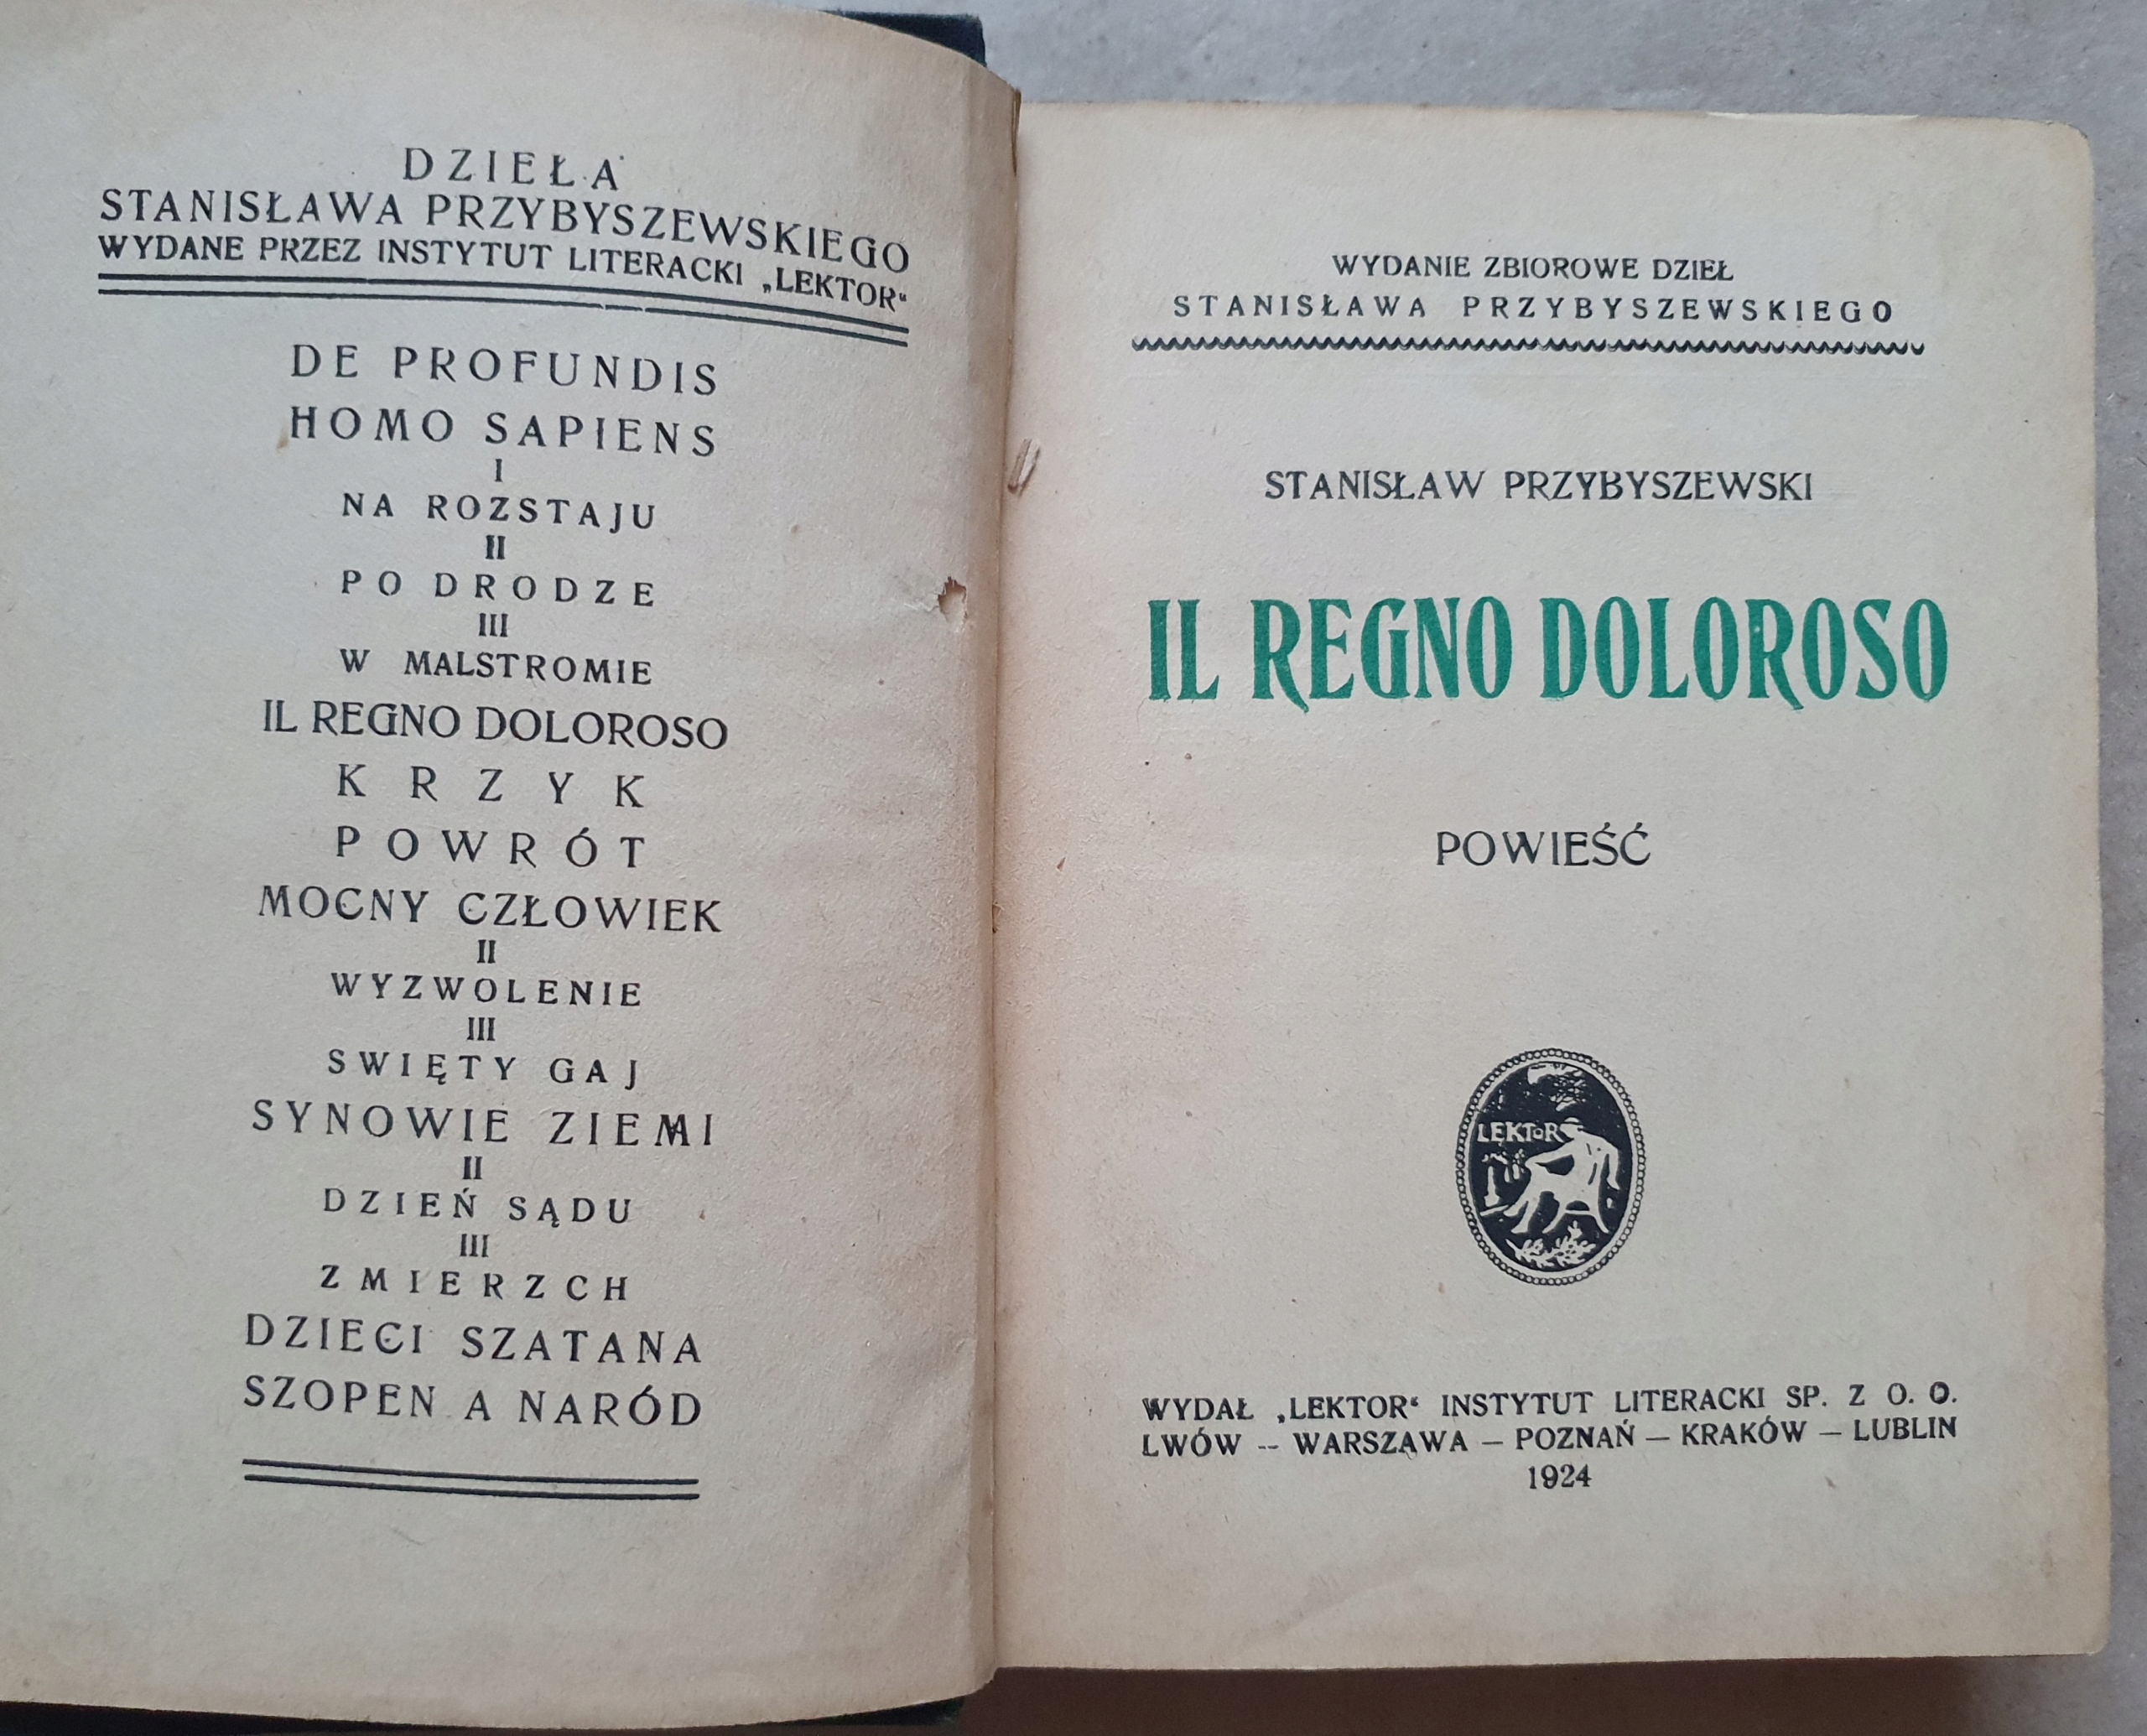 DZIEŁA
STANISŁAWA PRZYBYSZEWSKIEGO
WYDANE PRZEZ INSTYTUT LITERACKI „LEKTOR“
DE PROFUNDIS
HOMO SAPIENS
I
NA ROZSTAJU
II
PO DRODZE
III
W MALSTROMIE
IL REGNO DOLOROSO
KRZYK
POWRÓT
MOCNY CZŁOWIEK
II
WYZWOLENIE
III
SWIĘTY GAJ
SYNOWIE ZIEMI
II
DZIEŃ SĄDU
III
ZMIERZCH
DZIECI SZATANA
SZOPEN A NARÓD
WYDANIE ZBIOROWE DZIEŁ
STANISŁAWA PRZYBYSZEWSKIEGO
STANISŁAW PRZYBYSZEWSKI
IL REGNO DOLOROSO
POWIEŚĆ
LEKTOR
WYDAŁ „LEKTOR“ INSTYTUT LITERACKI SP. Z O. O.
LWÓW -- WARSZAWA — POZNAŃ — KRAKÓW — LUBLIN
1924